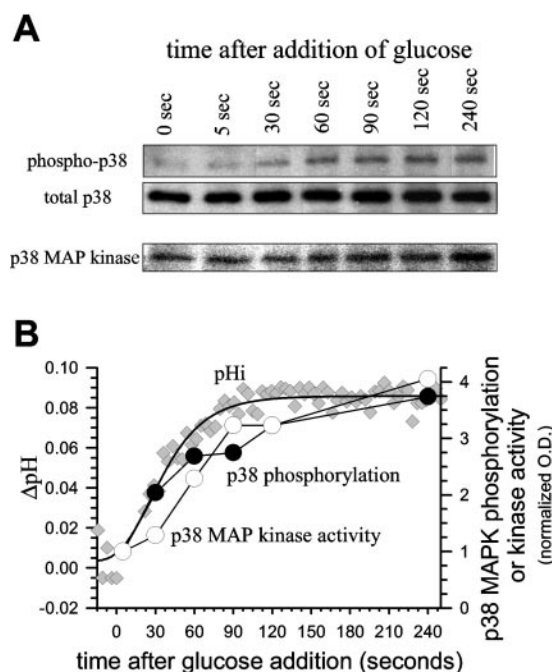 A
time after addition of glucose
0 sec
5 sec
30 sec
60 sec
90 sec
120 sec
240 sec
phospho-p38
total p38
p38 MAP kinase
B
0.10
0.08
0.06
0.04
0.02
0.00
-0.02
ΔpH
pHi
p38 phosphorylation
p38 MAP kinase activity
4
3
2
1
0
p38 MAPK phosphorylation
or kinase activity
(normalized O.D.)
0 30 60 90 120 150 180 210 240
time after glucose addition (seconds)